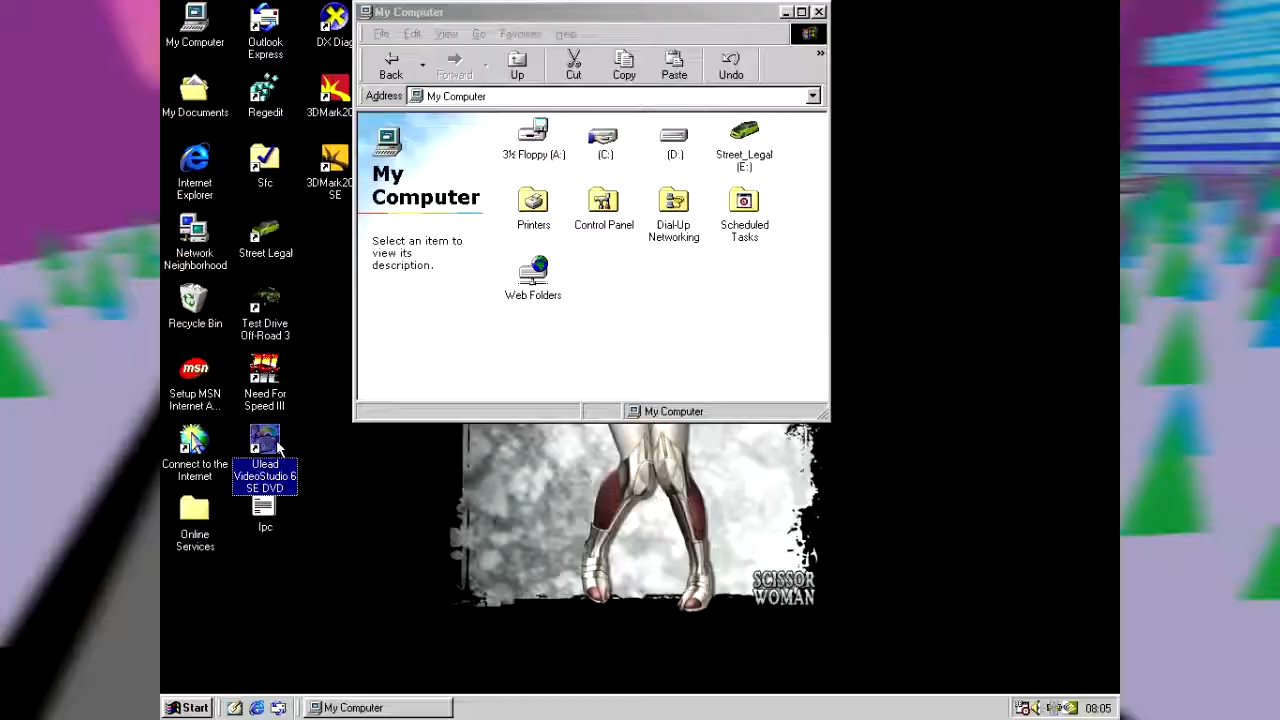 My Computer
Outlook
Express
DX Diag
My Documents
Regedit
3DMark20
Internet
Explorer
Sfc
3DMark20
SE
Network
Neighborhood
Street Legal
Recycle Bin
Test Drive
Off-Road 3
msn
Setup MSN
Internet A...
Need For
Speed III
Connect to the
Internet
Ulead
VideoStudio 6
SE DVD
Online
Services
lpc
My Computer
File Edit View Go Favorites Help
Back
Forward
Up
Cut
Copy
Paste
Undo
Address
My Computer
My
Computer
Select an item to
view its
description.
3½ Floppy (A:)
(C:)
(D:)
Street_Legal
(E:)
Printers
Control Panel
Dial-Up
Networking
Scheduled
Tasks
Web Folders
My Computer
SCISSOR
WOMAN
Start
My Computer
08:05